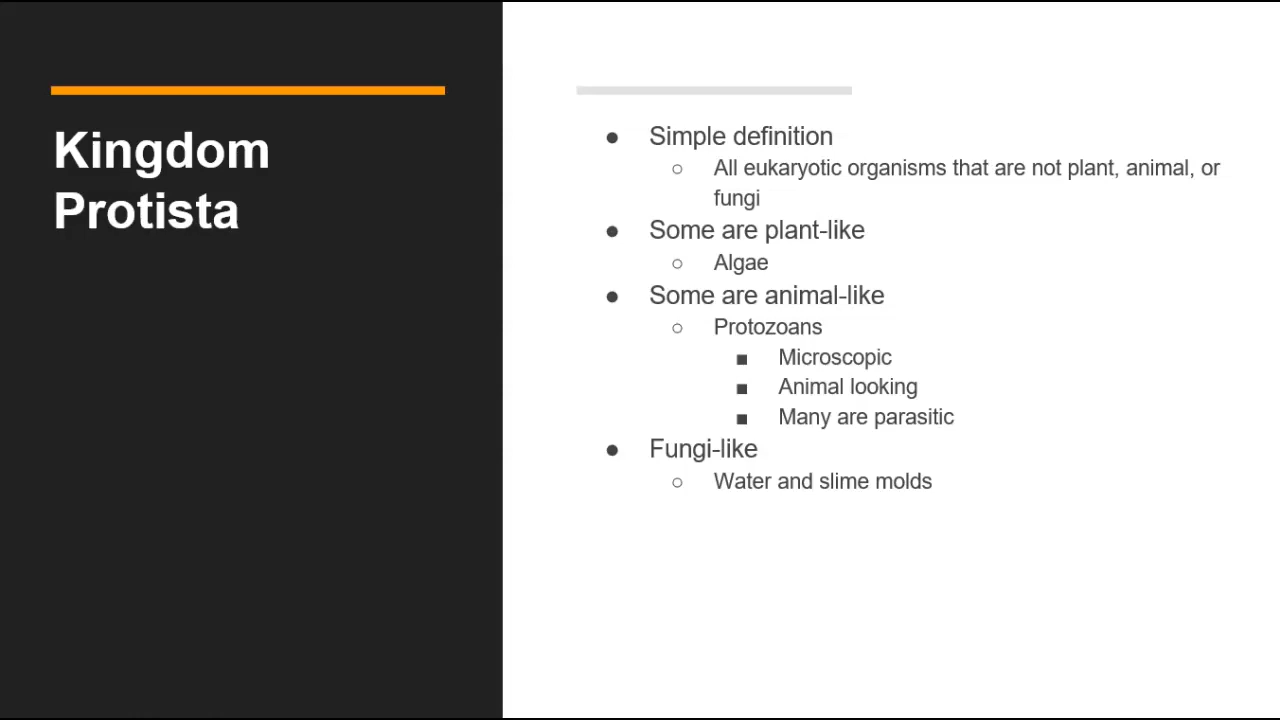 Kingdom
Protista
● Simple definition
○ All eukaryotic organisms that are not plant, animal, or
fungi
● Some are plant-like
○ Algae
● Some are animal-like
○ Protozoans
■ Microscopic
■ Animal looking
■ Many are parasitic
● Fungi-like
○ Water and slime molds